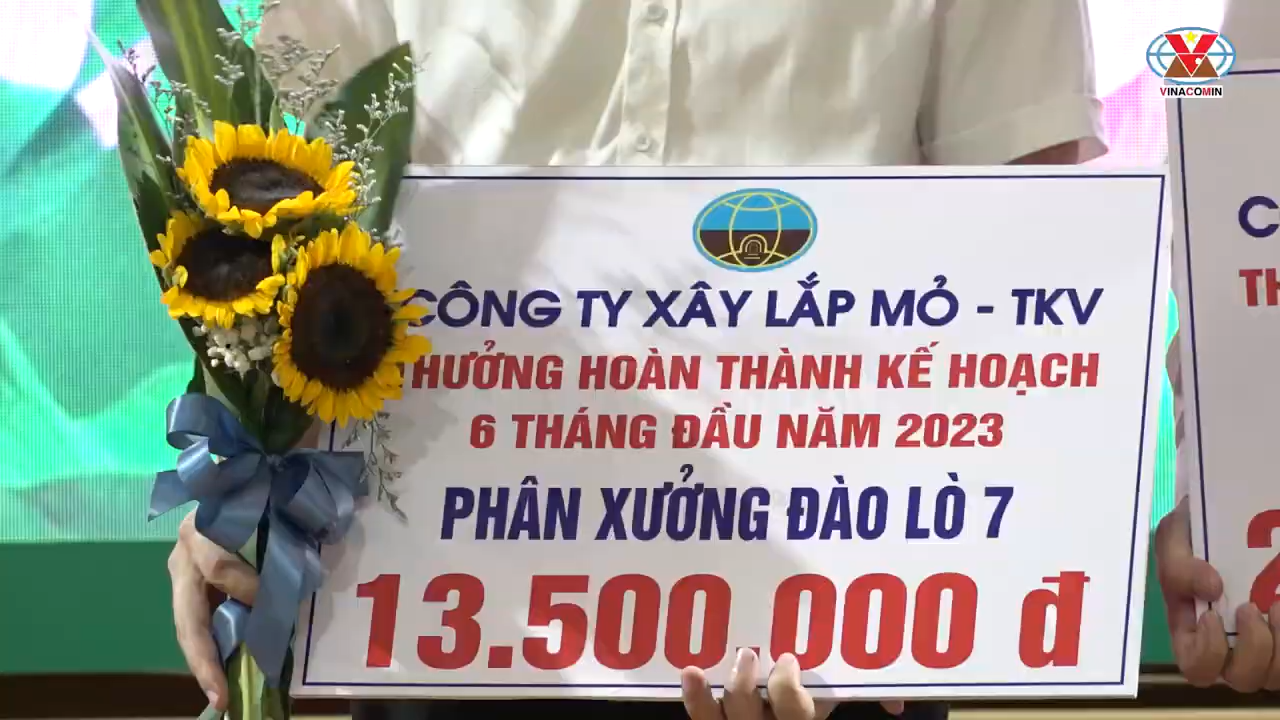 VINACOMIN
CÔNG TY XÂY LẮP MỎ - TKV
HƯỞNG HOÀN THÀNH KẾ HOẠCH
6 THÁNG ĐẦU NĂM 2023
PHÂN XƯỞNG ĐÀO LÒ 7
13.500.000 đ